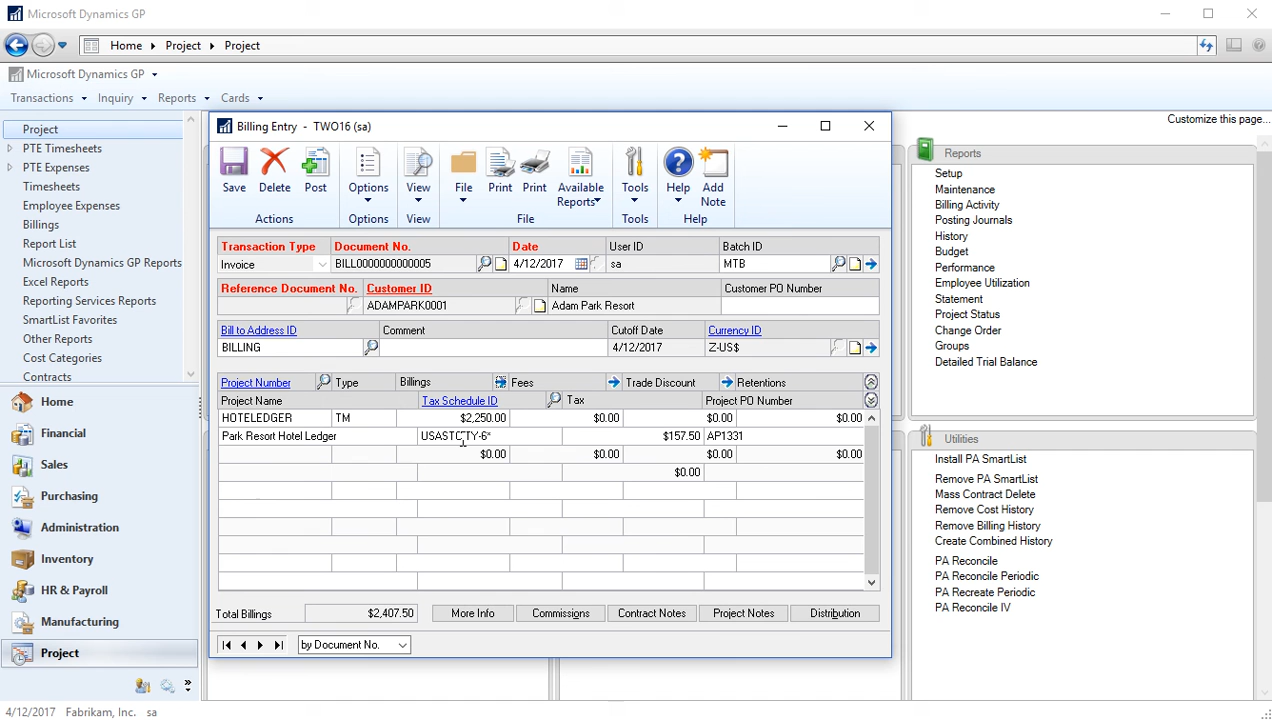 Microsoft Dynamics GP
Home Project Project
Microsoft Dynamics GP
Transactions Inquiry Reports Cards
Customize this page...
Project
PTE Timesheets
PTE Expenses
Timesheets
Employee Expenses
Billings
Report List
Microsoft Dynamics GP Reports
Excel Reports
Reporting Services Reports
SmartList Favorites
Other Reports
Cost Categories
Contracts
Home
Financial
Sales
Purchasing
Administration
Inventory
HR & Payroll
Manufacturing
Project
Billing Entry - TWO16 (sa)
Save Delete Post Options View File Print Print Available Reports Tools Help Add Note
Actions Options View File Tools Help
Transaction Type Document No. Date User ID Batch ID
Invoice BILL0000000000005 4/12/2017 sa MTB
Reference Document No. Customer ID Name Customer PO Number
ADAMPARK0001 Adam Park Resort
Bill to Address ID Comment Cutoff Date Currency ID
BILLING 4/12/2017 Z-US$
Project Number Type Billings Fees Trade Discount Retentions
Project Name Tax Schedule ID Tax Project PO Number
HOTELEDGER TM $2,250.00 $0.00 $0.00 $0.00
Park Resort Hotel Ledger $157.50 AP1331
$0.00 $0.00 $0.00 $0.00
$0.00
Total Billings $2,407.50 More Info Commissions Contract Notes Project Notes Distribution
by Document No.
Reports
Setup
Maintenance
Billing Activity
Posting Journals
History
Budget
Performance
Employee Utilization
Statement
Project Status
Change Order
Groups
Detailed Trial Balance
Utilities
Install PA SmartList
Remove PA SmartList
Mass Contract Delete
Remove Cost History
Remove Billing History
Create Combined History
PA Reconcile
PA Reconcile Periodic
PA Recreate Periodic
PA Reconcile IV
4/12/2017 Fabrikam, Inc. sa